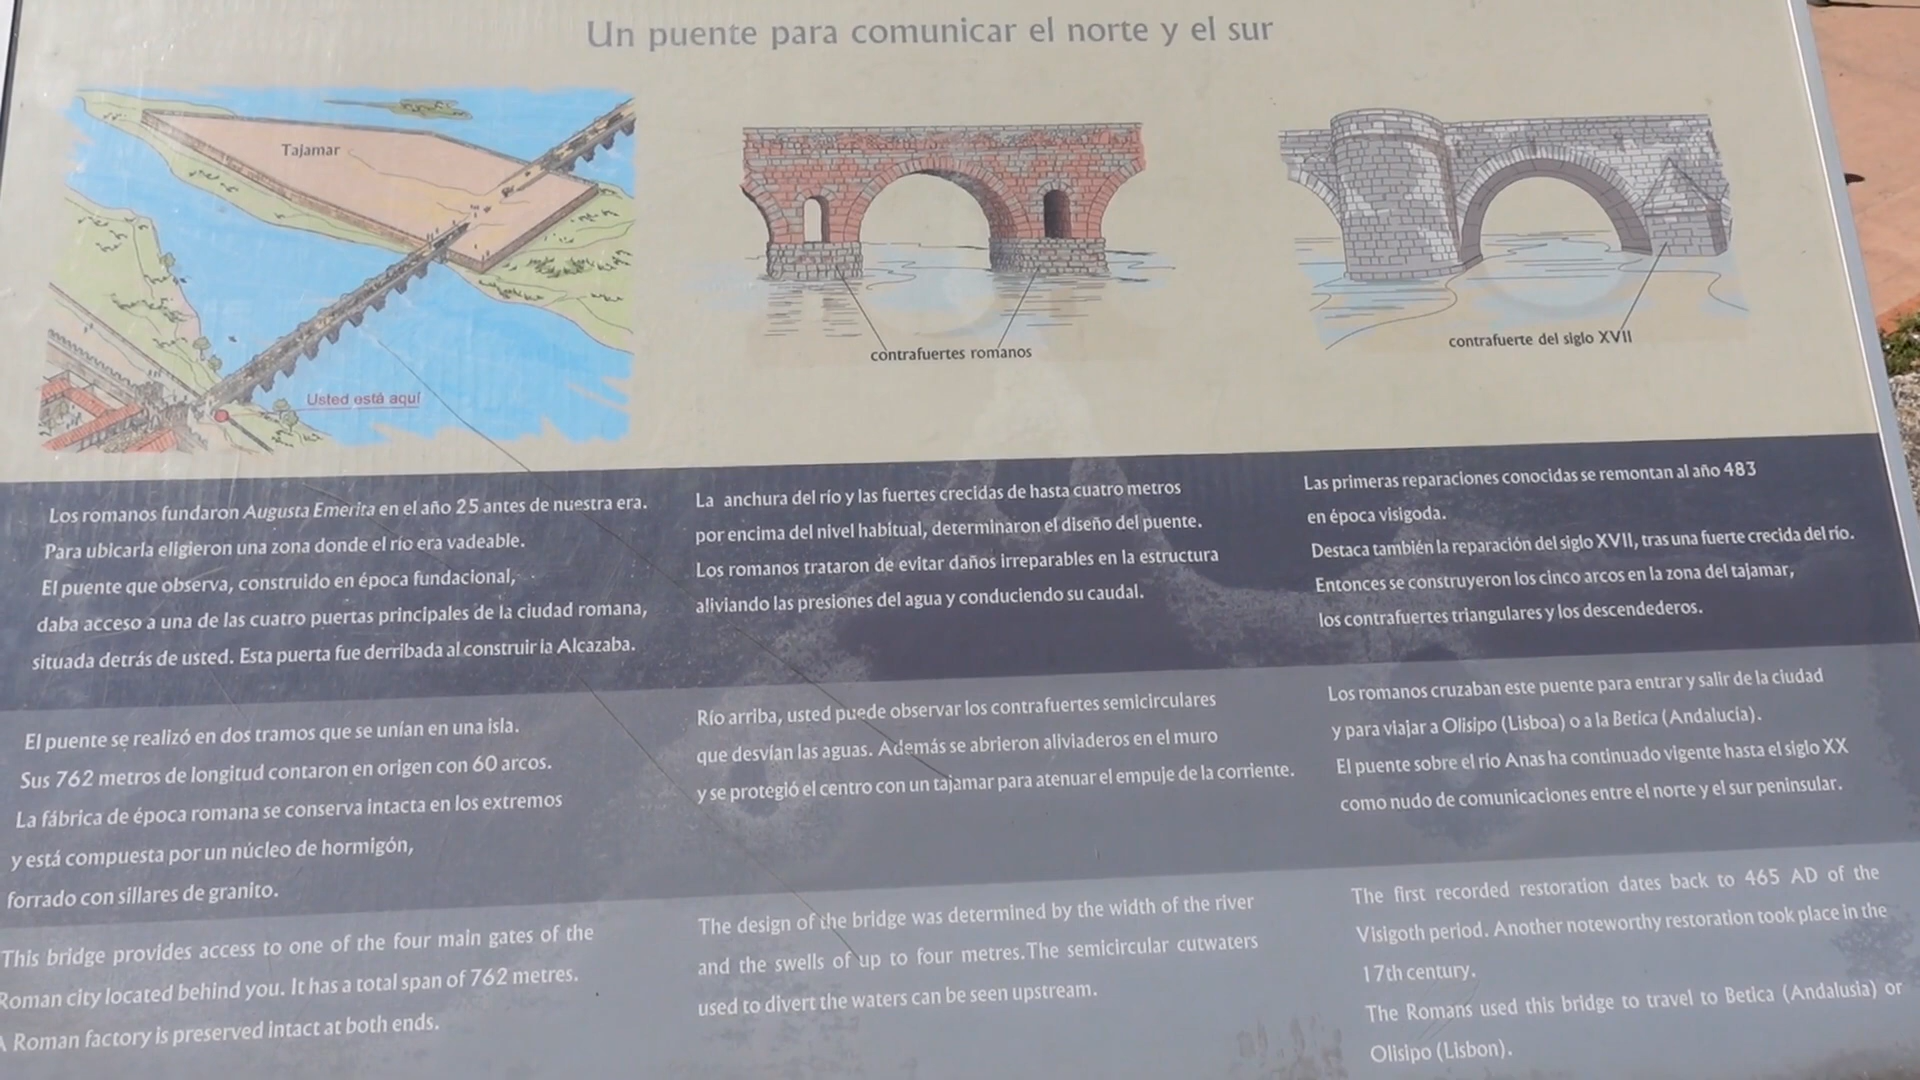 Un puente para comunicar el norte y el sur
Tajamar
Usted está aquí
contrafuertes romanos
contrafuerte del siglo XVII
Los romanos fundaron Augusta Emerita en el año 25 antes de nuestra era.
Para ubicarla eligieron una zona donde el río era vadeable.
El puente que observa, construido en época fundacional,
daba acceso a una de las cuatro puertas principales de la ciudad romana,
situada detrás de usted. Esta puerta fue derribada al construir la Alcazaba.
El puente se realizó en dos tramos que se unían en una isla.
Sus 762 metros de longitud contaron en origen con 60 arcos.
La fábrica de época romana se conserva intacta en los extremos
y está compuesta por un núcleo de hormigón,
forrado con sillares de granito.
This bridge provides access to one of the four main gates of the
Roman city located behind you. It has a total span of 762 metres.
A Roman factory is preserved intact at both ends.
La anchura del río y las fuertes crecidas de hasta cuatro metros
por encima del nivel habitual, determinaron el diseño del puente.
Los romanos trataron de evitar daños irreparables en la estructura
aliviando las presiones del agua y conduciendo su caudal.
Río arriba, usted puede observar los contrafuertes semicirculares
que desvían las aguas. Además se abrieron aliviaderos en el muro
y se protegió el centro con un tajamar para atenuar el empuje de la corriente.
The design of the bridge was determined by the width of the river
and the swells of up to four metres. The semicircular cutwaters
used to divert the waters can be seen upstream.
Las primeras reparaciones conocidas se remontan al año 483
en época visigoda.
Destaca también la reparación del siglo XVII, tras una fuerte crecida del río.
Entonces se construyeron los cinco arcos en la zona del tajamar,
los contrafuertes triangulares y los descendederos.
Los romanos cruzaban este puente para entrar y salir de la ciudad
y para viajar a Olisipo (Lisboa) o a la Betica (Andalucía).
El puente sobre el río Anas ha continuado vigente hasta el siglo XX
como nudo de comunicaciones entre el norte y el sur peninsular.
The first recorded restoration dates back to 465 AD of the
Visigoth period. Another noteworthy restoration took place in the
17th century.
The Romans used this bridge to travel to Betica (Andalusia) or
Olisipo (Lisbon).